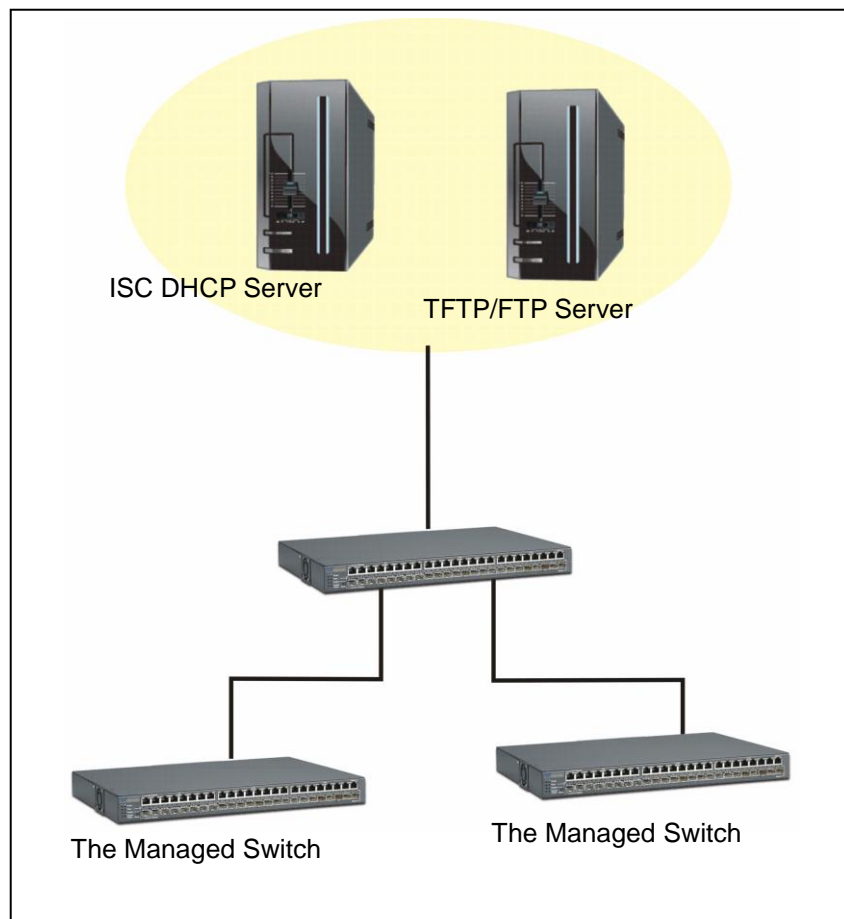 ISC DHCP Server
TFTP/FTP Server
The Managed Switch
The Managed Switch